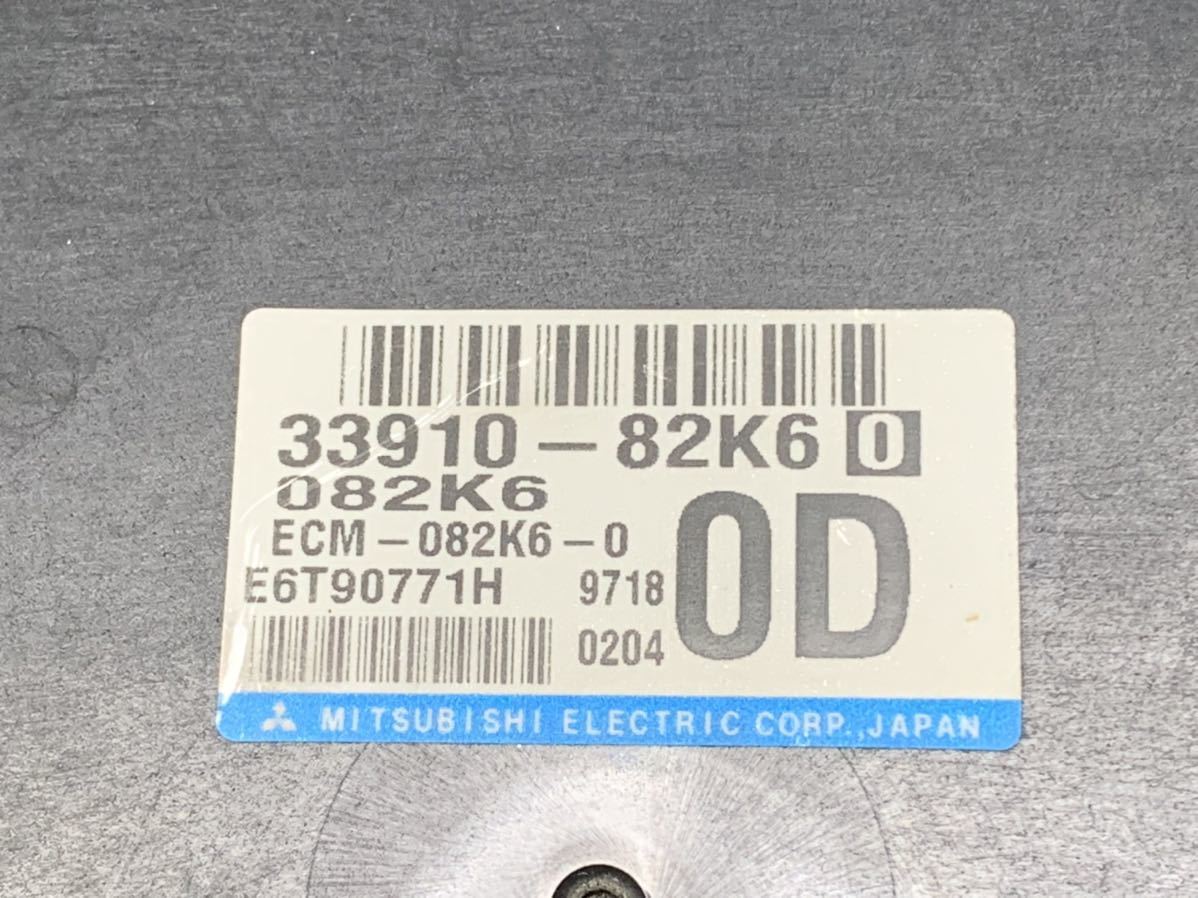 33910-82K6 0
082K6
ECM-082K6-0
E6T90771H 9718
0204
0D
MITSUBISHI ELECTRIC CORP.,JAPAN